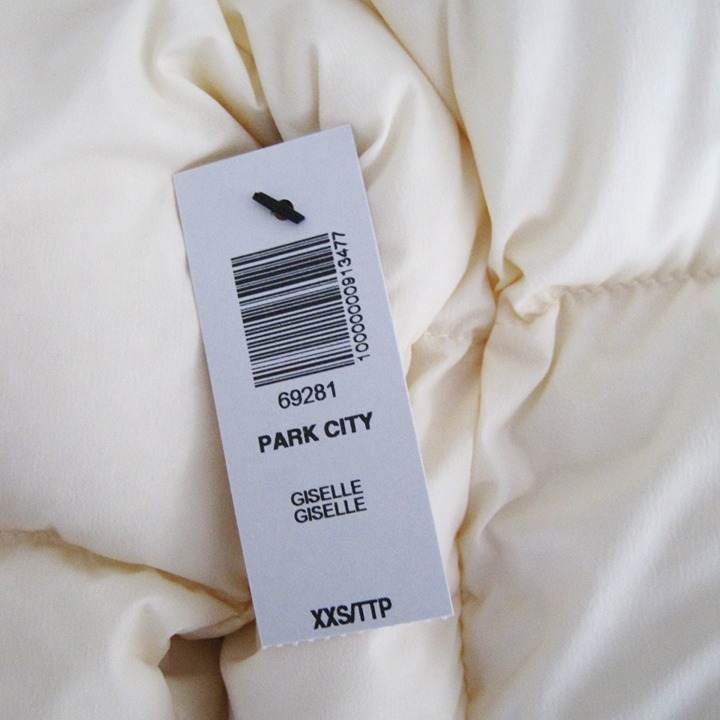 1000000913477
69281
PARK CITY
GISELLE
GISELLE
XXS/TTP